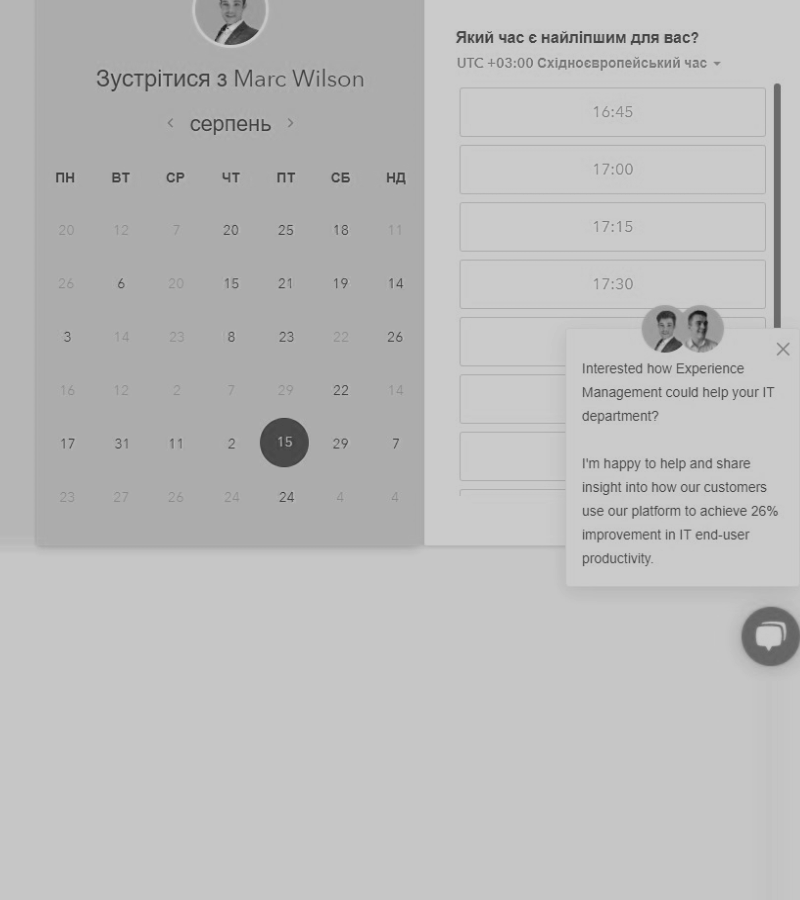 Зустрітися з Marc Wilson
серпень
ПН ВТ СР ЧТ ПТ СБ НД
20 12 7 20 25 18 11
26 6 20 15 21 19 14
3 14 23 8 23 22 26
16 12 2 7 29 22 14
17 31 11 2 15 29 7
23 27 26 24 24 4 4
Який час є найліпшим для вас?
UTC +03:00 Східноєвропейський час
16:45
17:00
17:15
17:30
Interested how Experience
Management could help your IT
department?
I'm happy to help and share
insight into how our customers
use our platform to achieve 26%
improvement in IT end-user
productivity.